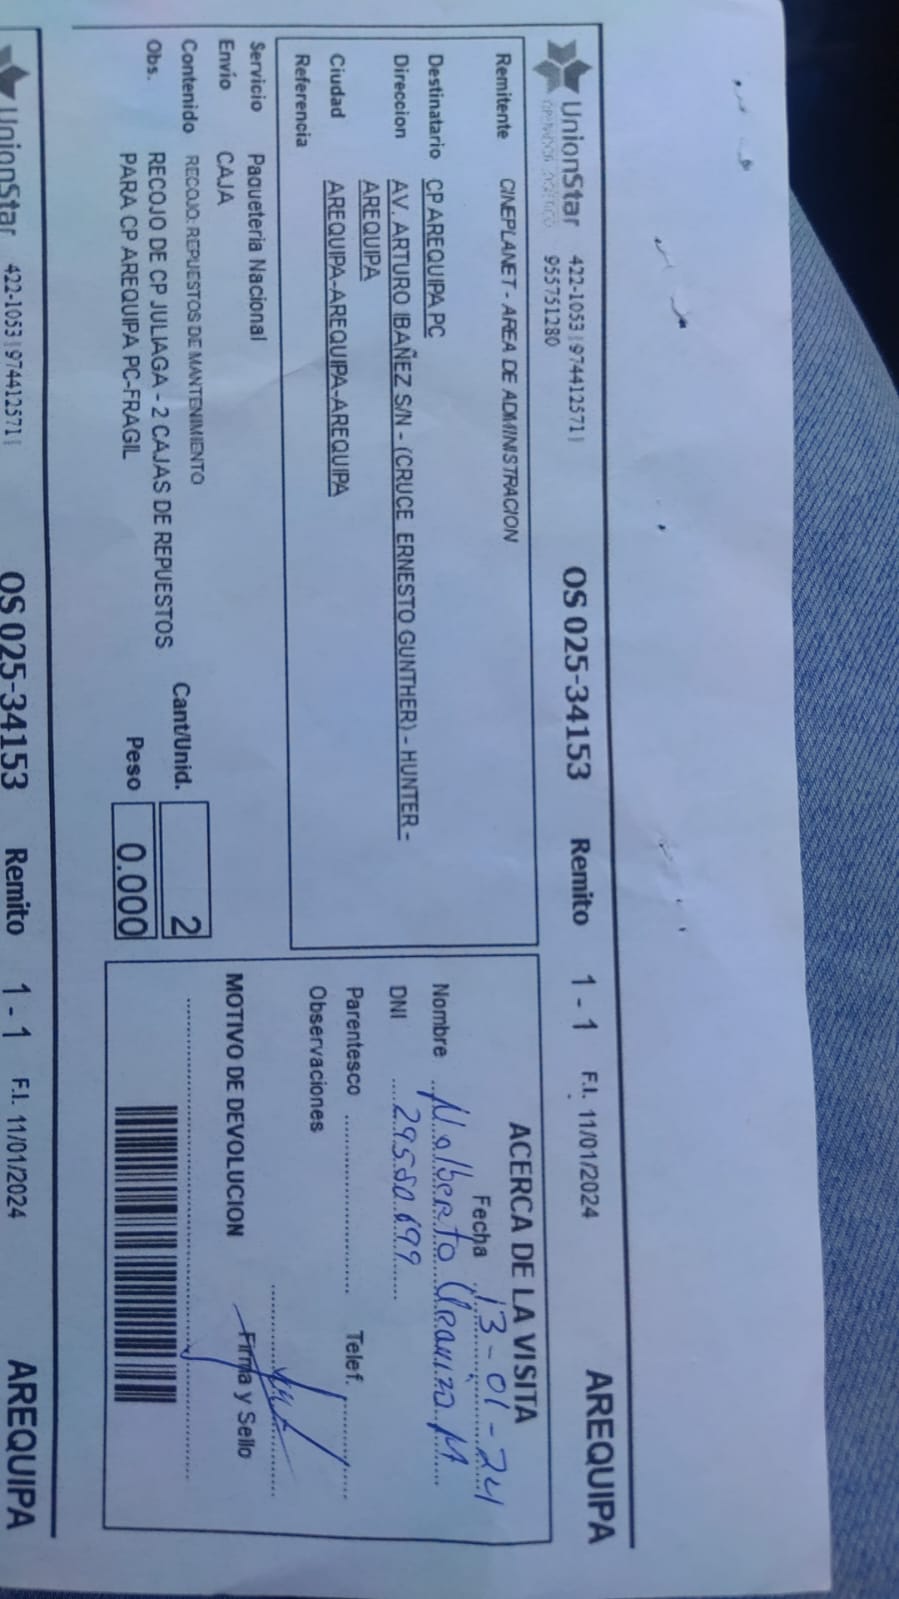 UnionStar 422-1053 | 974412571 | OS 025-34153 Remito 1 - 1 F.I. 11/01/2024 AREQUIPA
955751280
Remitente CINEPLANET - AREA DE ADMINISTRACION
Destinatario CP AREQUIPA PC
Direccion AV. ARTURO IBAÑEZ S/N - (CRUCE ERNESTO GUNTHER) - HUNTER -
AREQUIPA
Ciudad AREQUIPA-AREQUIPA-AREQUIPA
Referencia
Servicio Paqueteria Nacional
Envío CAJA
Contenido RECOJO: REPUESTOS DE MANTENIMIENTO
Cant/Unid. 2
Obs. RECOJO DE CP JULIACA - 2 CAJAS DE REPUESTOS
PARA CP AREQUIPA PC-FRAGIL
Peso 0.000
ACERCA DE LA VISITA
Fecha 13-01-24
Nombre
DNI 29580699
Parentesco Telef.
Observaciones
Firma y Sello
MOTIVO DE DEVOLUCION
UnionStar 422-1053 | 974412571 | OS 025-34153 Remito 1 - 1 F.I. 11/01/2024 AREQUIPA